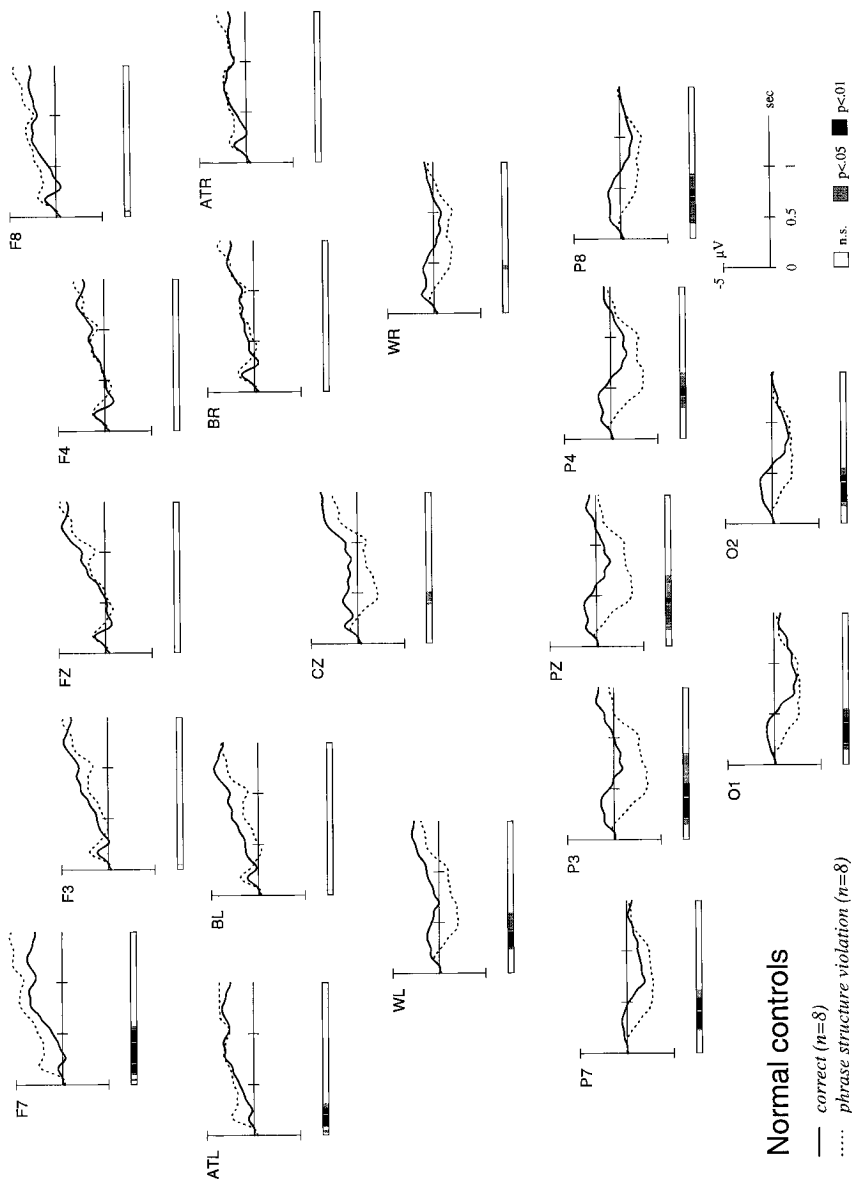 F7
F3
FZ
F4
F8
ATL
BL
BR
ATR
CZ
WL
WR
P7
P3
PZ
P4
P8
O1
O2
Normal controls
correct (n=8)
phrase structure violation (n=8)
-5 μV
0 0.5 1 sec
n.s. p<.05 p<.01